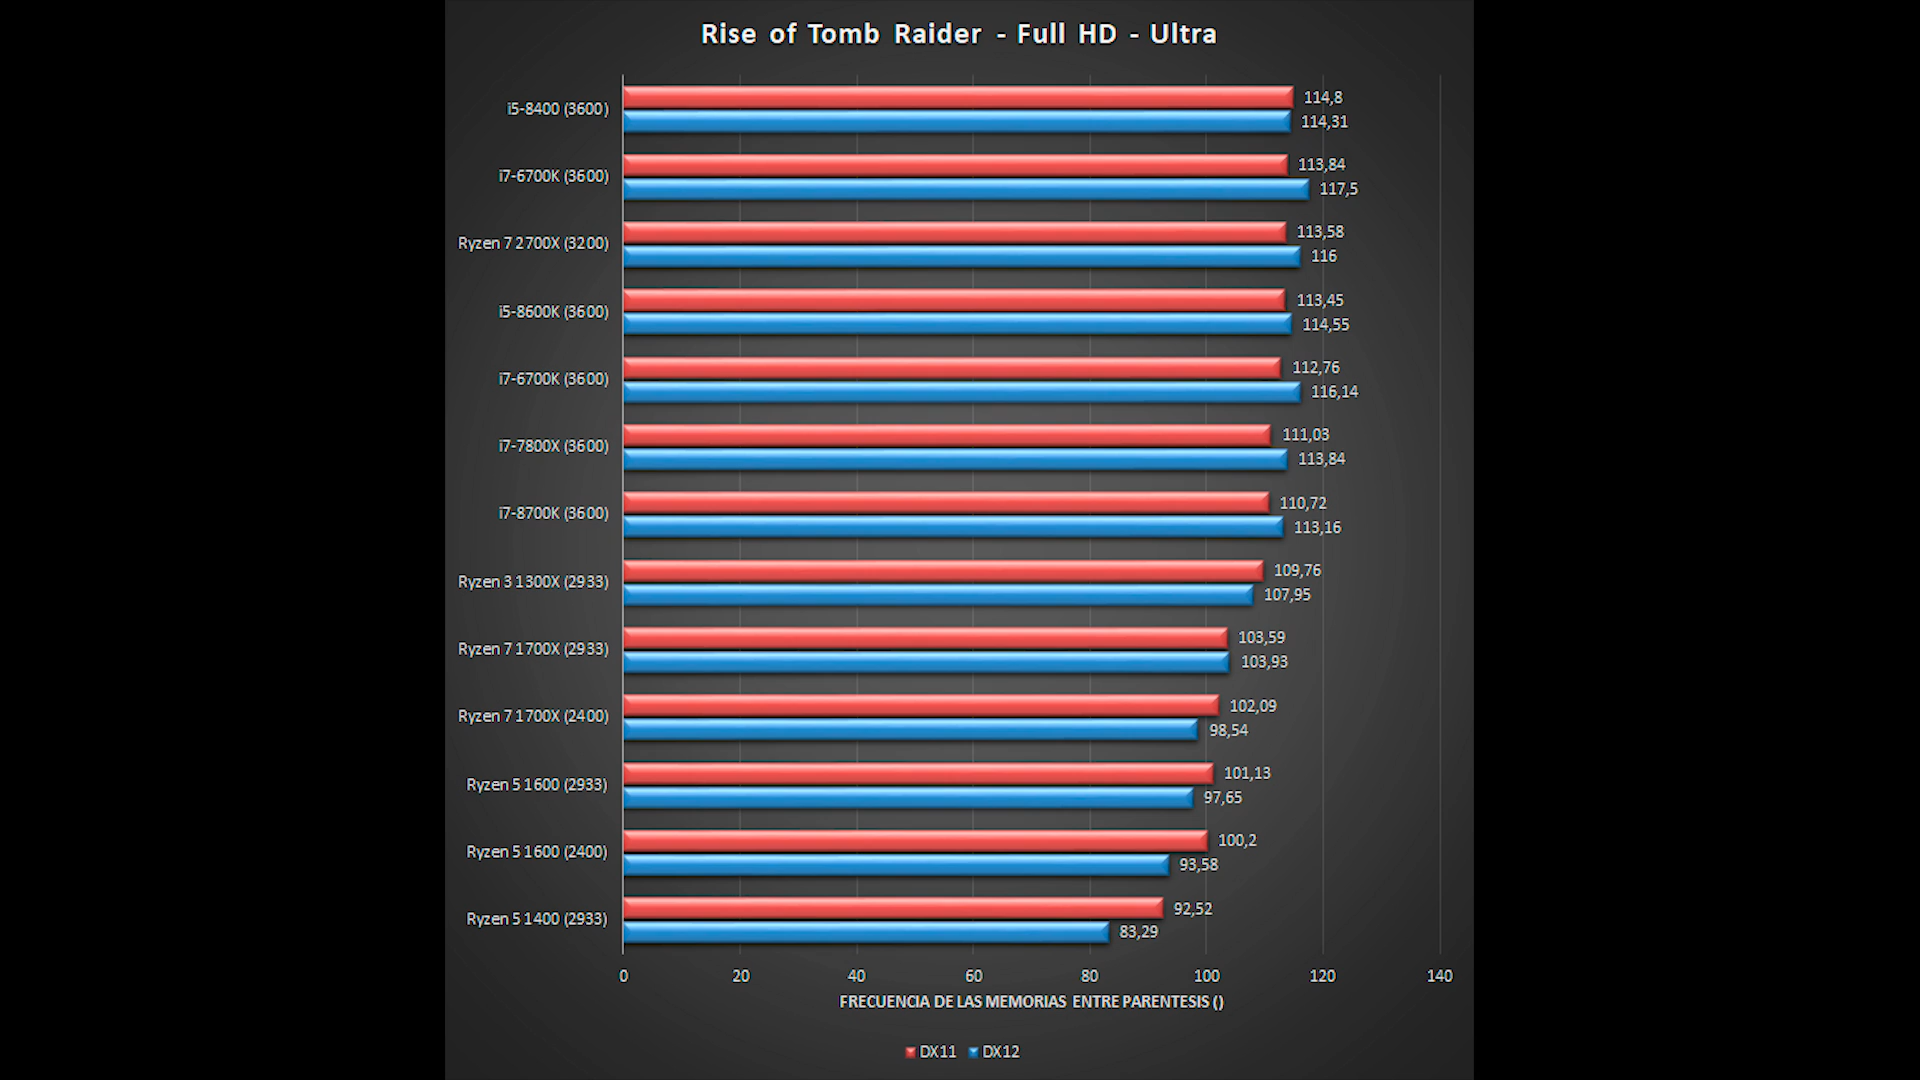 Rise of Tomb Raider - Full HD - Ultra
i5-8400 (3600)
114,8
114,31
i7-6700K (3600)
113,84
117,5
Ryzen 7 2700X (3200)
113,58
116
i5-8600K (3600)
113,45
114,55
i7-6700K (3600)
112,76
116,14
i7-7800X (3600)
111,03
113,84
i7-8700K (3600)
110,72
113,16
Ryzen 3 1300X (2933)
109,76
107,95
Ryzen 7 1700X (2933)
103,59
103,93
Ryzen 7 1700X (2400)
102,09
98,54
Ryzen 5 1600 (2933)
101,13
97,65
Ryzen 5 1600 (2400)
100,2
93,58
Ryzen 5 1400 (2933)
92,52
83,29
0 20 40 60 80 100 120 140
FRECUENCIA DE LAS MEMORIAS ENTRE PARENTESIS ()
DX11 DX12